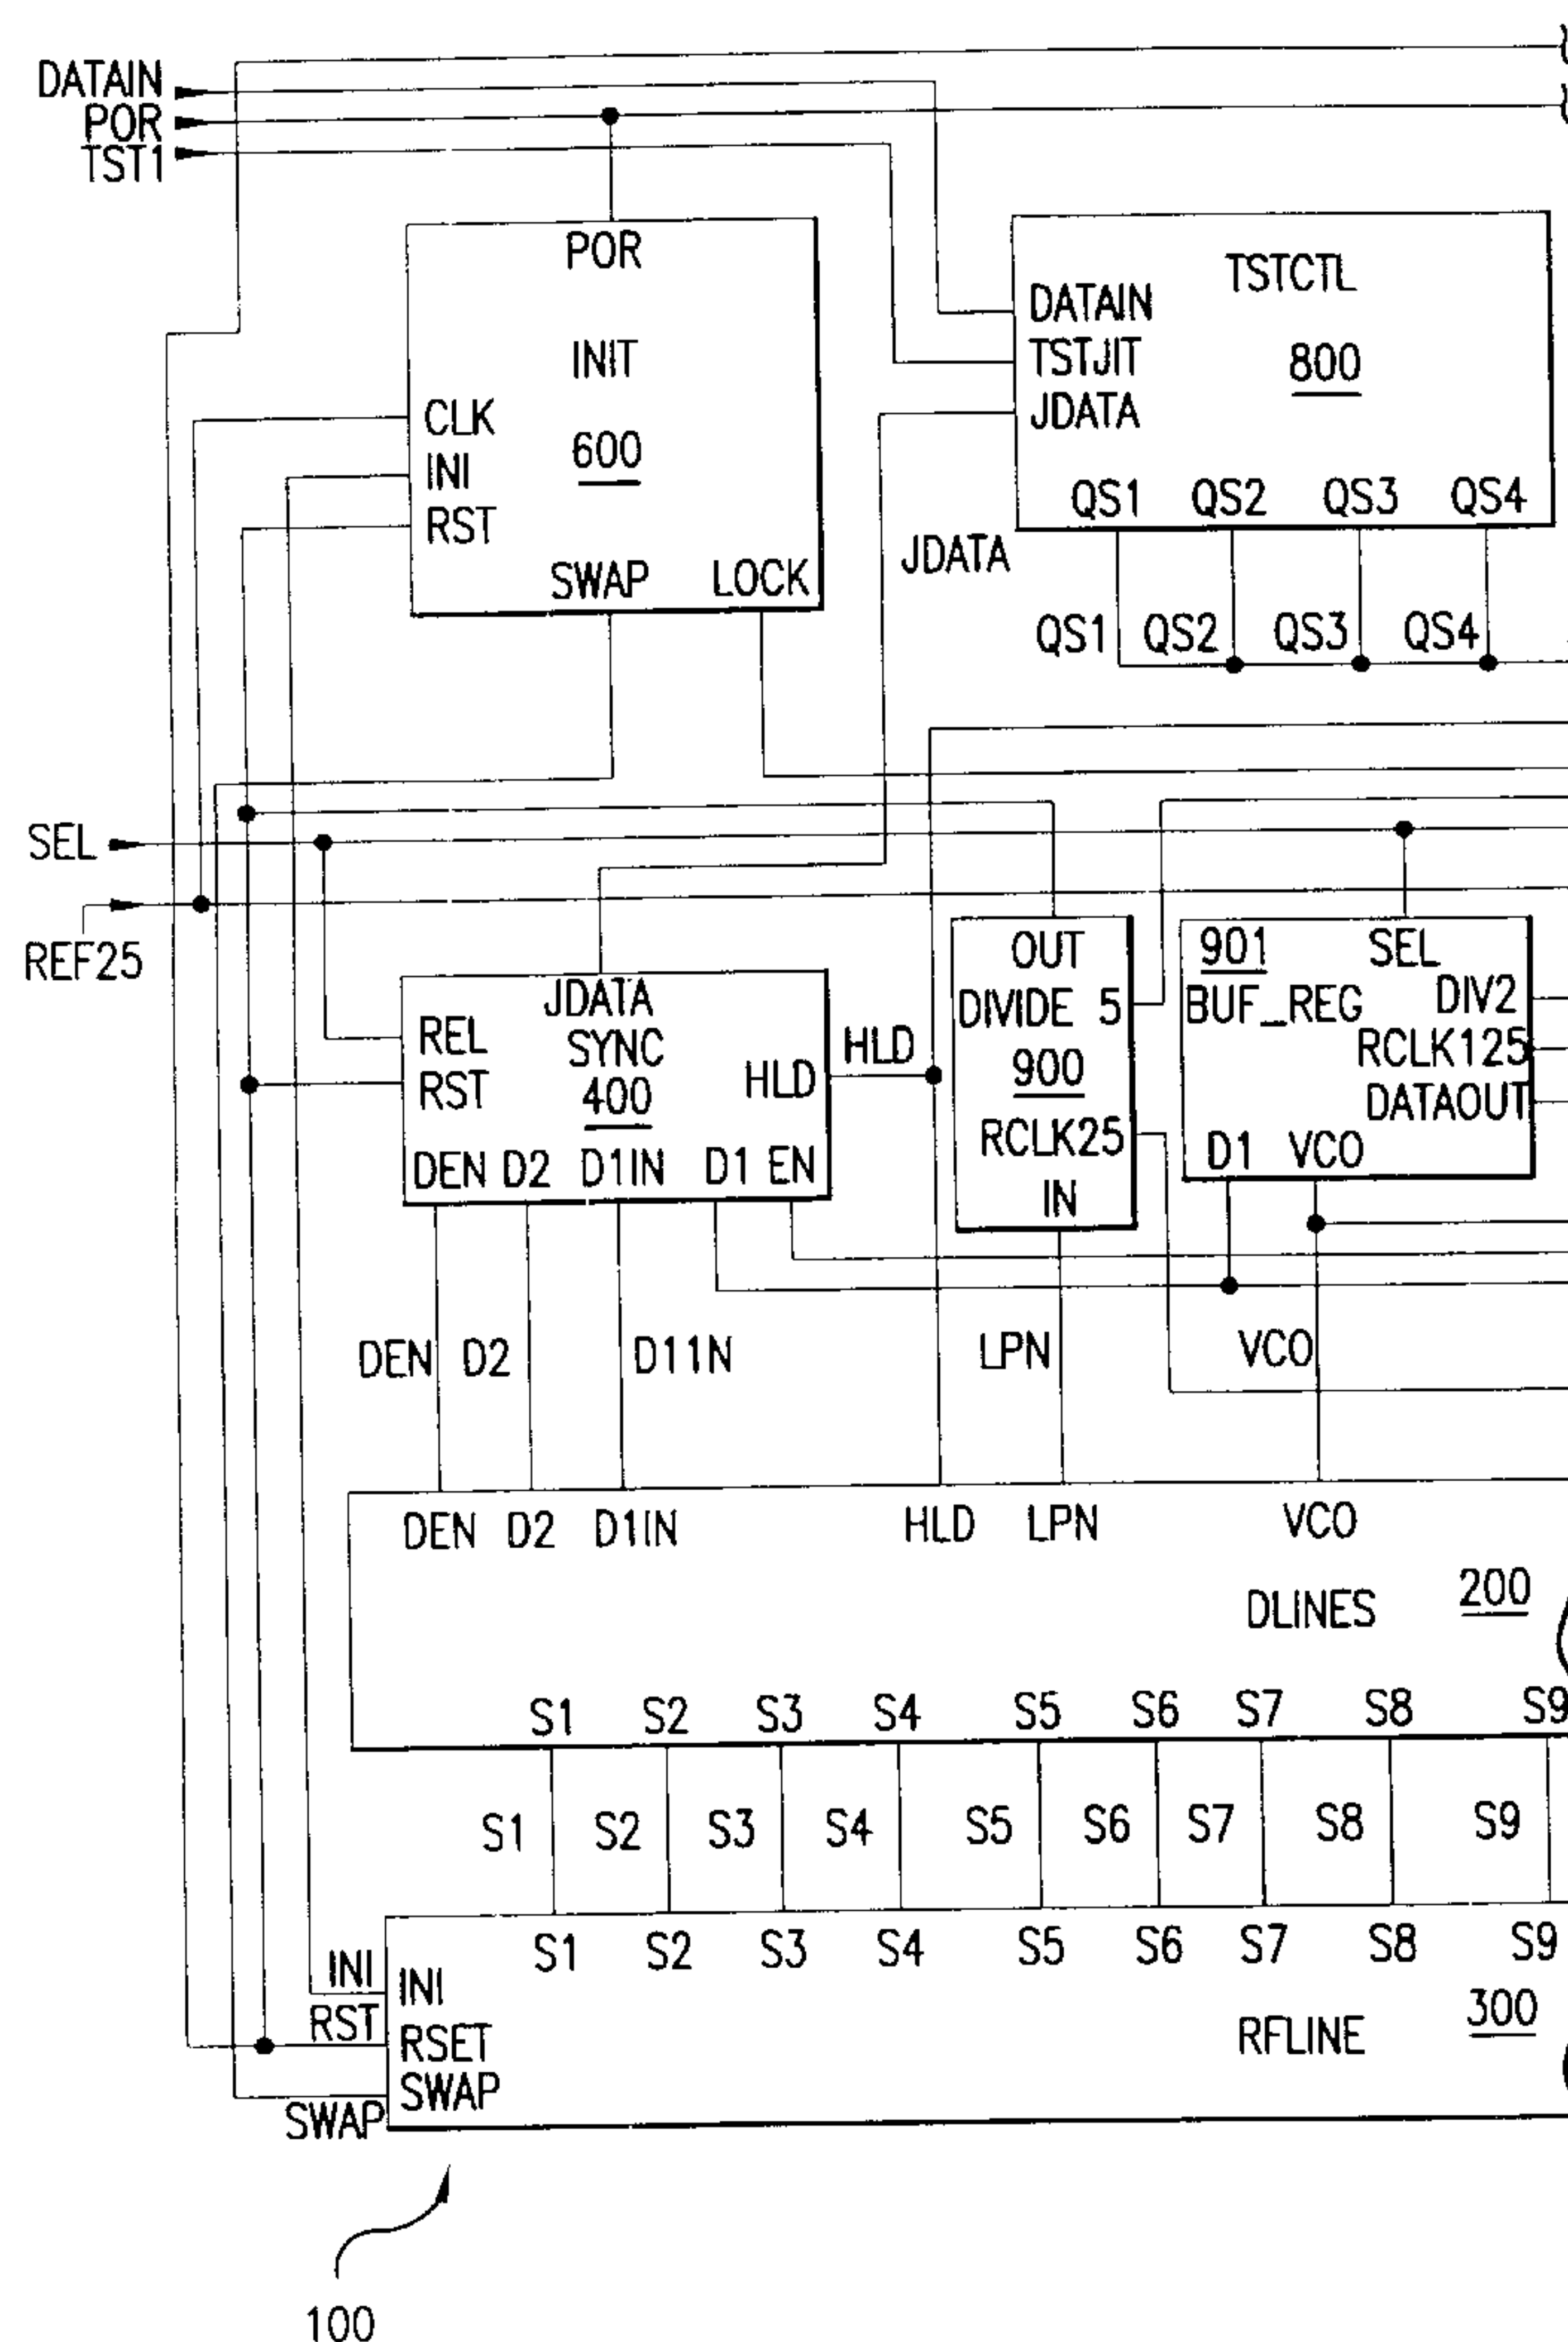 DATAIN
POR
TST1
POR
INIT
600
CLK
INI
RST
SWAP LOCK
TSTCTL
800
DATAIN
TSTJIT
JDATA
QS1 QS2 QS3 QS4
JDATA
QS1 QS2 QS3 QS4
SEL
REF25
JDATA
SYNC
400
REL
RST
HLD
DEN D2 D1IN D1 EN
HLD
OUT
DIVIDE 5
900
RCLK25
IN
901
BUF_REG
SEL
DIV2
RCLK125
DATAOUT
D1 VCO
DEN D2 D11N LPN VCO
DEN D2 D1IN HLD LPN VCO
DLINES 200
S1 S2 S3 S4 S5 S6 S7 S8 S9
S1 S2 S3 S4 S5 S6 S7 S8 S9
S1 S2 S3 S4 S5 S6 S7 S8 S9
INI INI
RST RSET
SWAP SWAP
RFLINE 300
100